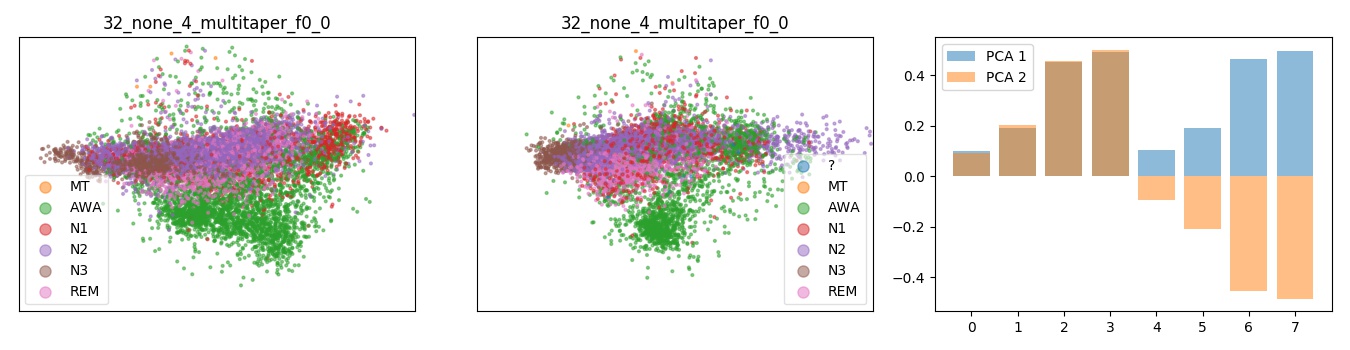 32_none_4_multitaper_f0_0
MT
AWA
N1
N2
N3
REM
32_none_4_multitaper_f0_0
?
MT
AWA
N1
N2
N3
REM
PCA 1
PCA 2
0.4
0.2
0.0
−0.2
−0.4
0 1 2 3 4 5 6 7